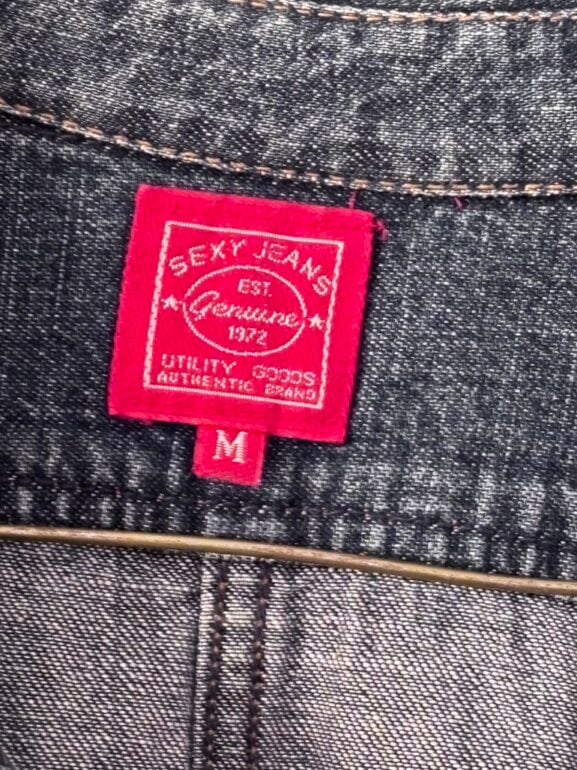 SEXY JEANS
EST.
Genuine
1972
UTILITY GOODS
AUTHENTIC BRAND
M